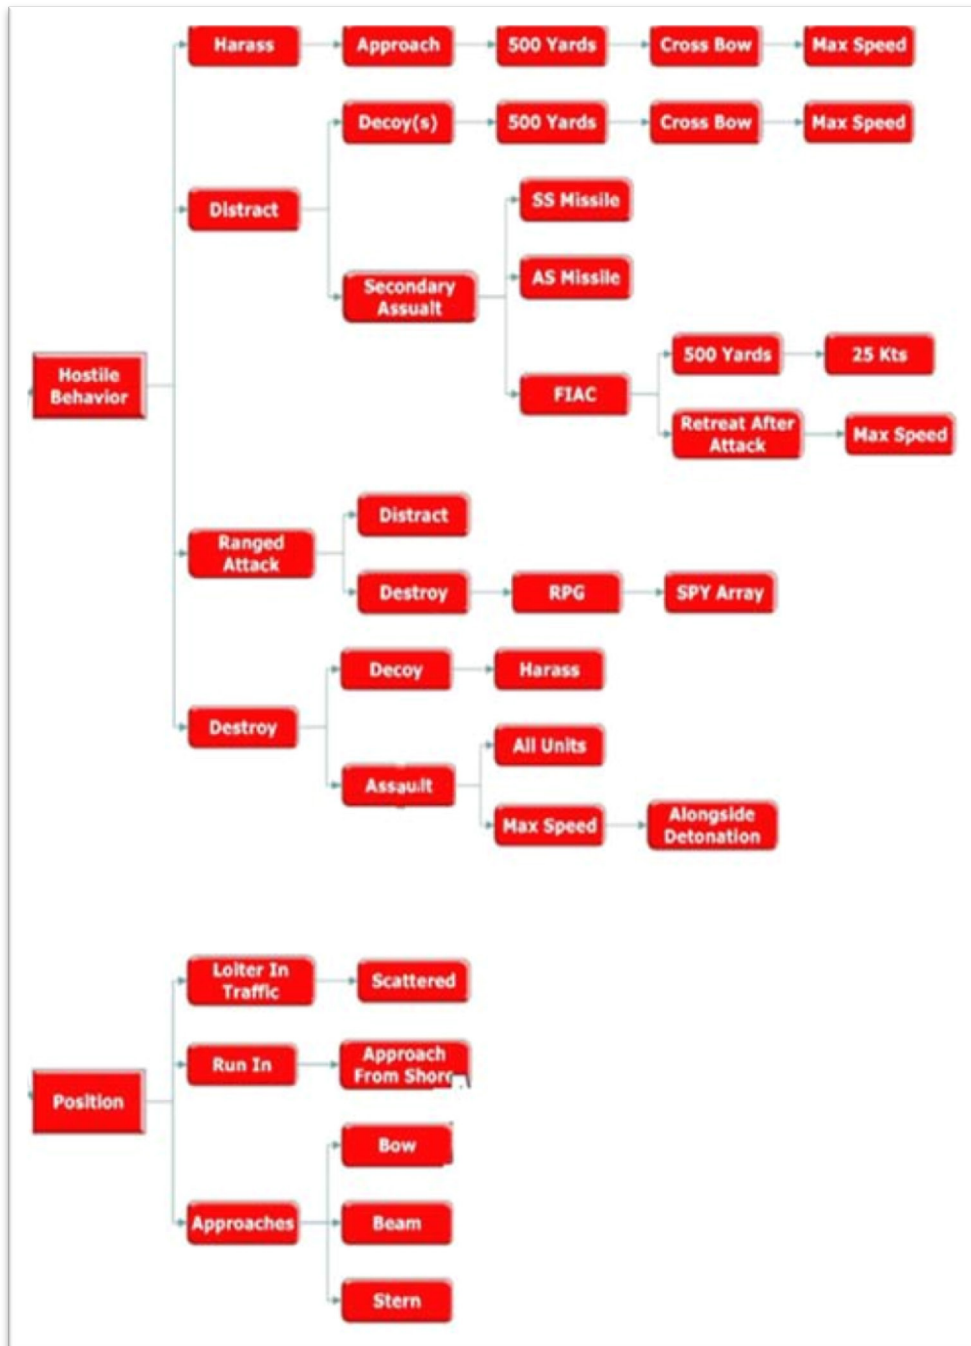 Harass
Approach
500 Yards
Cross Bow
Max Speed
Decoy(s)
500 Yards
Cross Bow
Max Speed
Distract
SS Missile
AS Missile
Secondary
Assualt
500 Yards
25 Kts
Hostile
Behavior
FIAC
Retreat After
Attack
Max Speed
Distract
Ranged
Attack
Destroy
RPG
SPY Array
Decoy
Harass
Destroy
All Units
Assault
Max Speed
Alongside
Detonation
Loiter In
Traffic
Scattered
Run In
Approach
From Shore
Position
Bow
Approaches
Beam
Stern